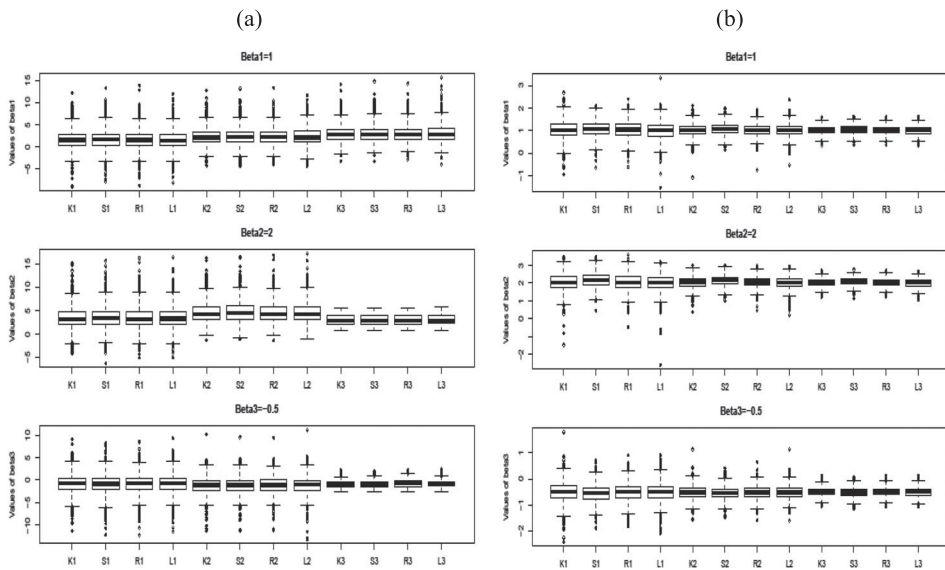 (a)
Beta1=1
Values of beta1
15
10
5
0
−5
K1 S1 R1 L1 K2 S2 R2 L2 K3 S3 R3 L3
Beta2=2
Values of beta2
15
10
5
0
−5
K1 S1 R1 L1 K2 S2 R2 L2 K3 S3 R3 L3
Beta3=−0.5
Values of beta3
10
5
0
−5
−10
K1 S1 R1 L1 K2 S2 R2 L2 K3 S3 R3 L3
(b)
Beta1=1
Values of beta1
3
2
1
0
−1
K1 S1 R1 L1 K2 S2 R2 L2 K3 S3 R3 L3
Beta2=2
Values of beta2
3
2
1
0
−2
K1 S1 R1 L1 K2 S2 R2 L2 K3 S3 R3 L3
Beta3=−0.5
Values of beta3
1
0
−1
−2
K1 S1 R1 L1 K2 S2 R2 L2 K3 S3 R3 L3